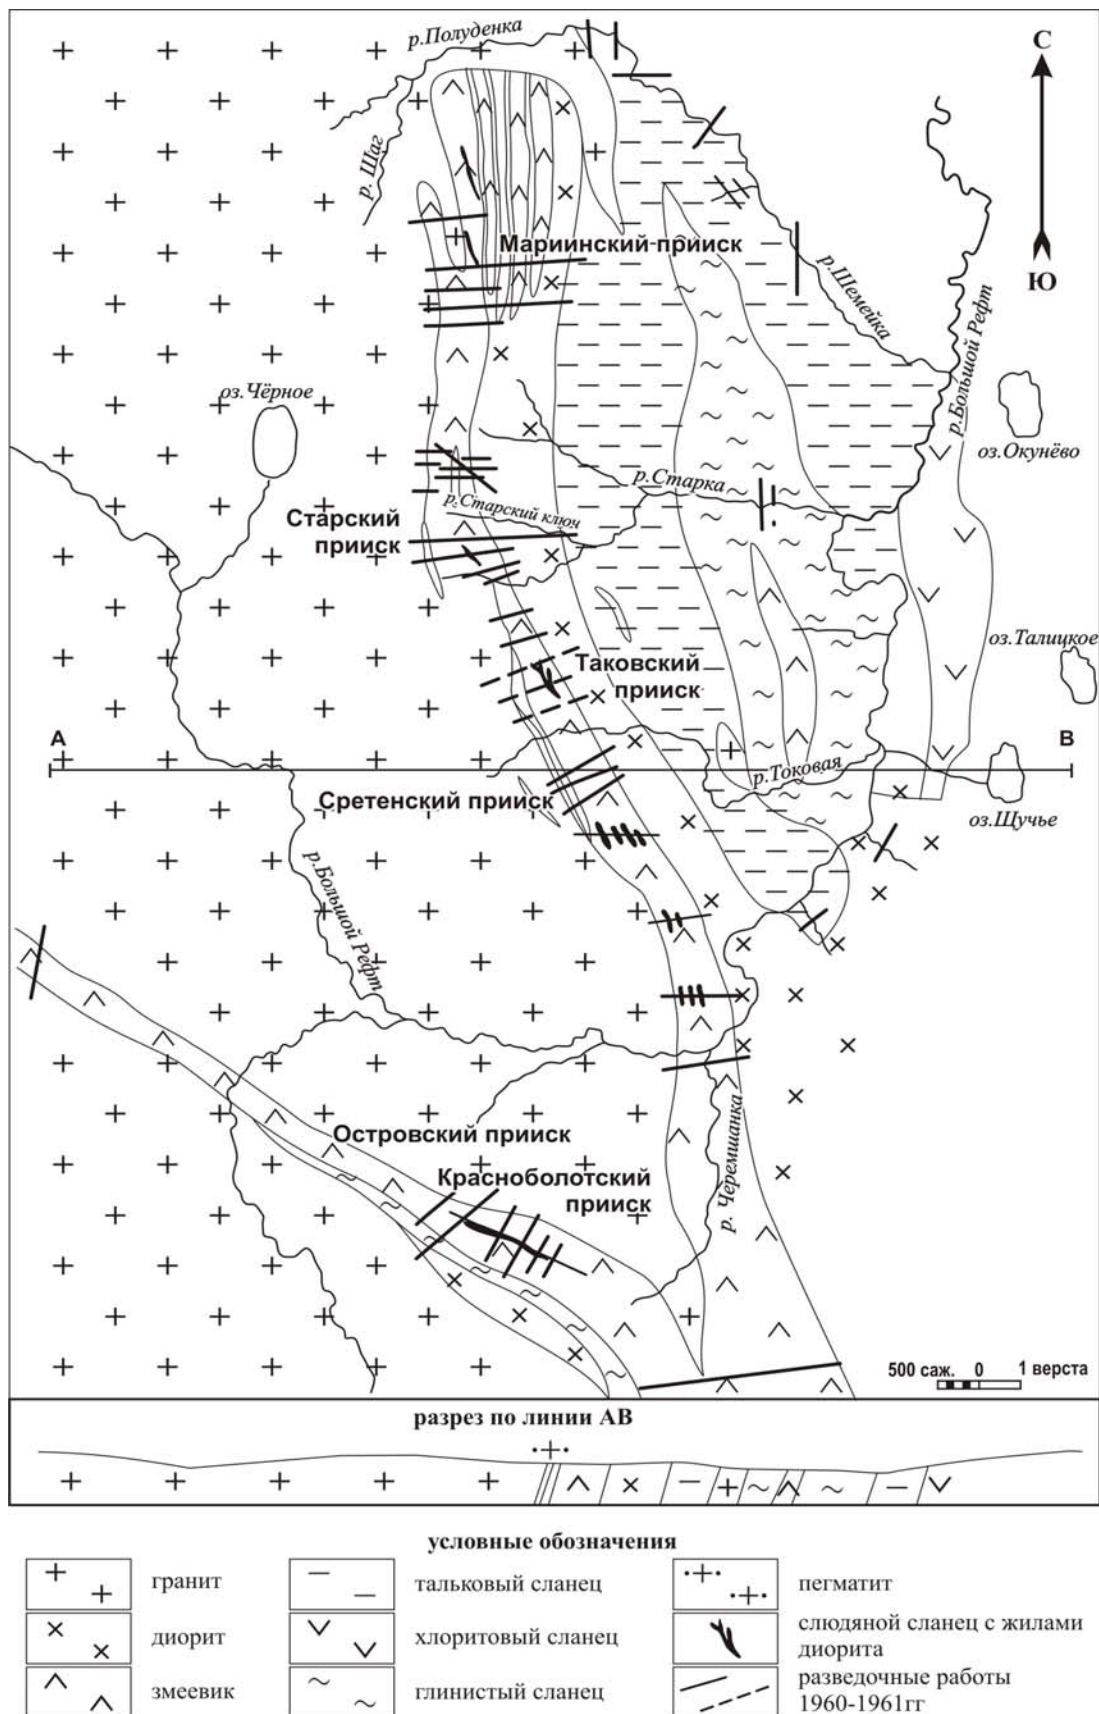 р.Полуденка
С
р. Шаг
Ю
Мариинский прииск
р.Шемейка
р.Большой Рефт
оз.Чёрное
оз.Окунёво
р.Старка
р.Старский ключ
Старский
прииск
оз.Талицкое
Таковский
прииск
А
В
р.Токовая
Сретенский прииск
оз.Щучье
р.Большой Рефт
Островский прииск
р. Черемшанка
Красноболотский
прииск
500 саж. 0 1 верста
разрез по линии АВ
условные обозначения
гранит
тальковый сланец
пегматит
диорит
хлоритовый сланец
слюдяной сланец с жилами
диорита
змеевик
глинистый сланец
разведочные работы
1960-1961гг